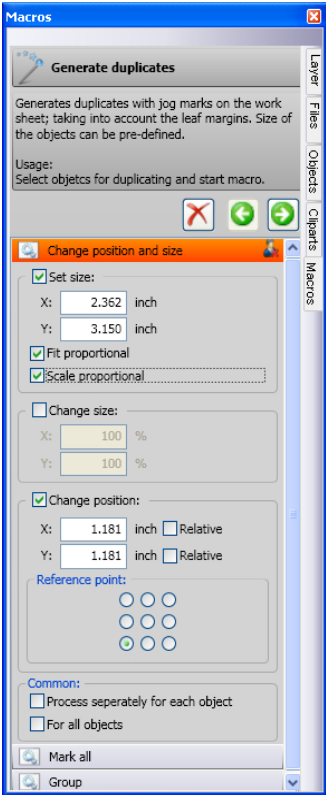 Macros
Generate duplicates
Generates duplicates with jog marks on the work
sheet; taking into account the leaf margins. Size of
the objects can be pre-defined.
Usage:
Select objetcs for duplicating and start macro.
Layer
Files
Objects
Cliparts
Macros
Change position and size
Set size:
X: 2.362 inch
Y: 3.150 inch
Fit proportional
Scale proportional
Change size:
X: 100 %
Y: 100 %
Change position:
X: 1.181 inch Relative
Y: 1.181 inch Relative
Reference point:
Common:
Process seperately for each object
For all objects
Mark all
Group